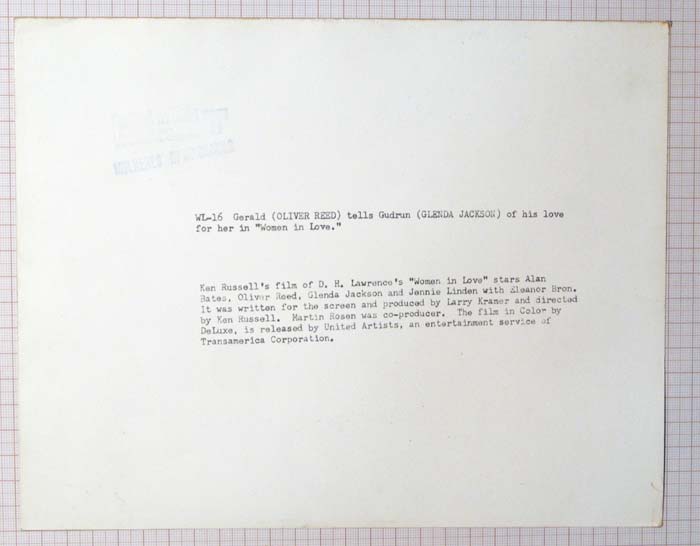 WL-16 Gerald (OLIVER REED) tells Gudrun (GLENDA JACKSON) of his love
for her in "Women in Love."
Ken Russell's film of D. H. Lawrence's "Women in Love" stars Alan
Bates, Oliver Reed, Glenda Jackson and Jennie Linden with Eleanor Bron.
It was written for the screen and produced by Larry Kramer and directed
by Ken Russell. Martin Rosen was co-producer. The film in Color by
DeLuxe, is released by United Artists, an entertainment service of
Transamerica Corporation.